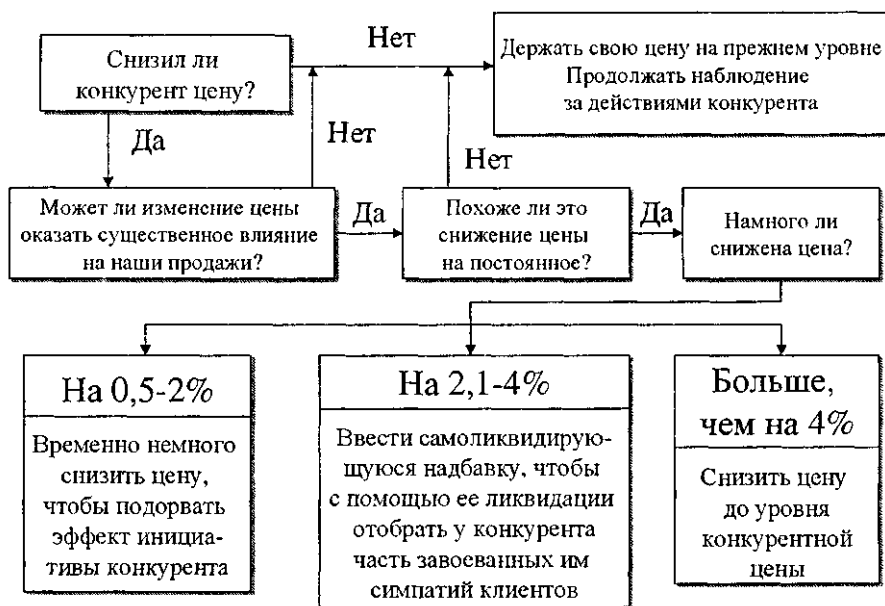 Снизил ли
конкурент цену?
Нет
Держать свою цену на прежнем уровне
Продолжать наблюдение
за действиями конкурента
Да
Нет
Нет
Может ли изменение цены
оказать существенное влияние
на наши продажи?
Да
Похоже ли это
снижение цены
на постоянное?
Да
Намного ли
снижена цена?
На 0,5-2%
Временно немного
снизить цену,
чтобы подорвать
эффект инициа-
тивы конкурента
На 2,1-4%
Ввести самоликвидирую-
щуюся надбавку, чтобы
с помощью ее ликвидации
отобрать у конкурента
часть завоеванных им
симпатий клиентов
Больше,
чем на 4%
Снизить цену
до уровня
конкурентной
цены